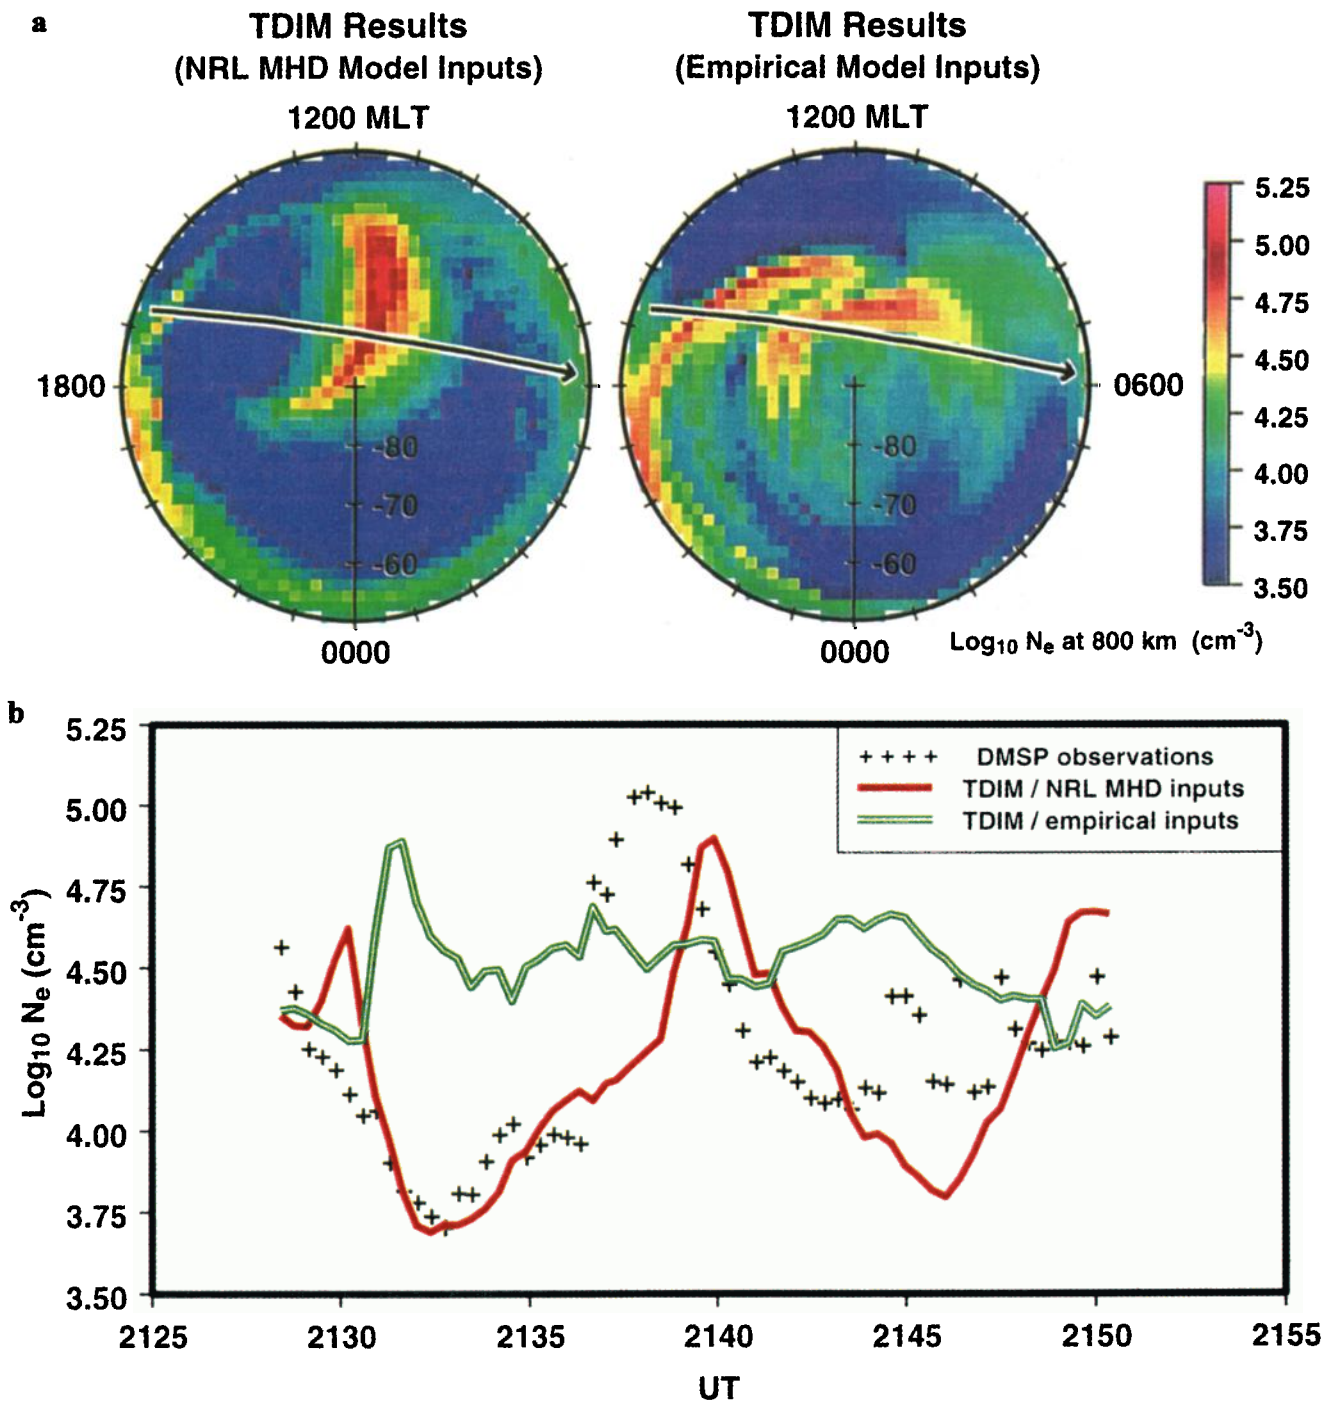 a
TDIM Results
(NRL MHD Model Inputs)
1200 MLT
1800
-80
-70
-60
0000
TDIM Results
(Empirical Model Inputs)
1200 MLT
0600
-80
-70
-60
0000
5.25
5.00
4.75
4.50
4.25
4.00
3.75
3.50
Log₁₀ Nₑ at 800 km (cm⁻³)
b
Log₁₀ Nₑ (cm⁻³)
5.25
5.00
4.75
4.50
4.25
4.00
3.75
3.50
DMSP observations
TDIM / NRL MHD inputs
TDIM / empirical inputs
2125 2130 2135 2140 2145 2150 2155
UT